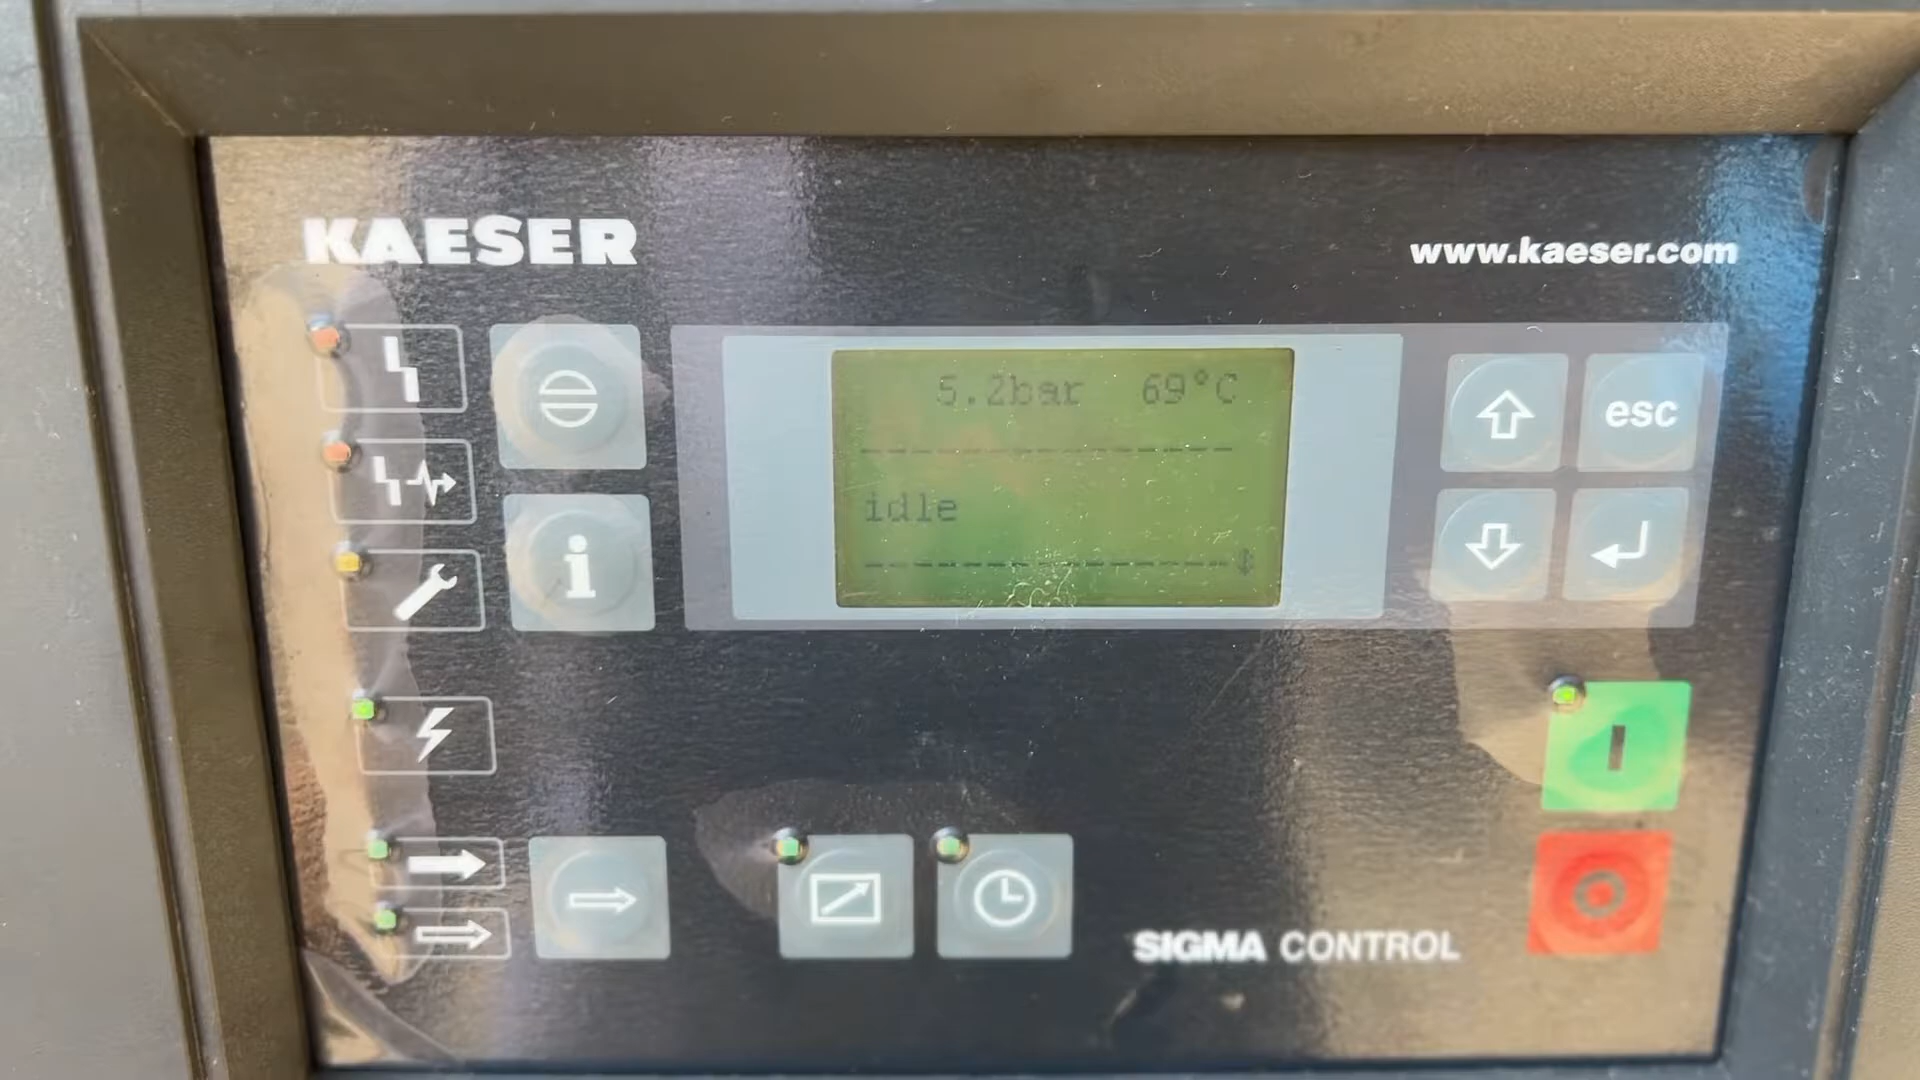 KAESER
www.kaeser.com
5.2bar 69°C
idle
esc
SIGMA CONTROL